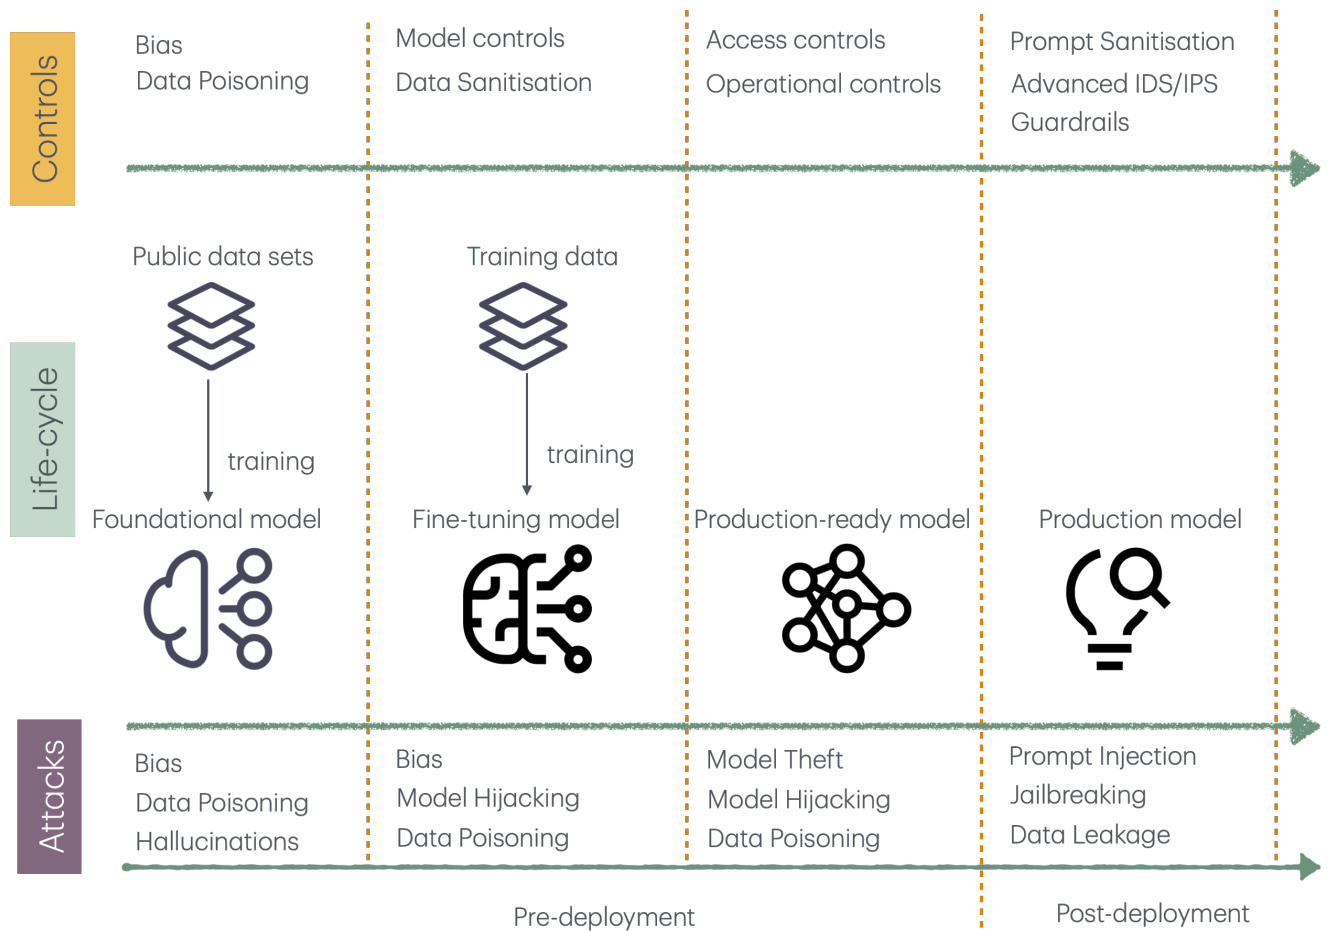 Controls
Bias
Data Poisoning
Model controls
Data Sanitisation
Access controls
Operational controls
Prompt Sanitisation
Advanced IDS/IPS
Guardrails
Life-cycle
Public data sets
training
Foundational model
Training data
training
Fine-tuning model
Production-ready model
Production model
Attacks
Bias
Data Poisoning
Hallucinations
Bias
Model Hijacking
Data Poisoning
Model Theft
Model Hijacking
Data Poisoning
Prompt Injection
Jailbreaking
Data Leakage
Pre-deployment
Post-deployment